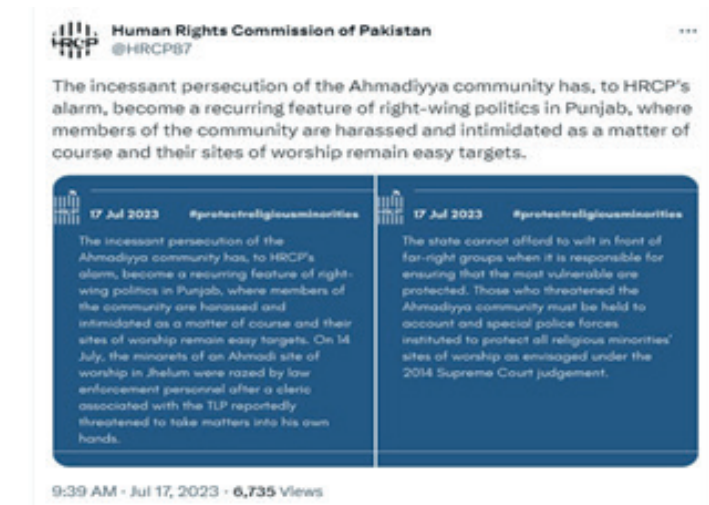 Human Rights Commission of Pakistan
@HRCP87
The incessant persecution of the Ahmadiyya community has, to HRCP's
alarm, become a recurring feature of right-wing politics in Punjab, where
members of the community are harassed and intimidated as a matter of
course and their sites of worship remain easy targets.
HRCP
17 Jul 2023 #protectreligiousminorities
The incessant persecution of the
Ahmadiyya community has, to HRCP's
alarm, become a recurring feature of right-
wing politics in Punjab, where members of
the community are harassed and
intimidated as a matter of course and their
sites of worship remain easy targets. On 14
July, the minarets of an Ahmadi site of
worship in Jhelum were razed by law
enforcement personnel after a cleric
associated with the TLP reportedly
threatened to take matters into his own
hands.
HRCP
17 Jul 2023 #protectreligiousminorities
The state cannot afford to wilt in front of
far-right groups when it is responsible for
ensuring that the most vulnerable are
protected. Those who threatened the
Ahmadiyya community must be held to
account and special police forces
instituted to protect all religious minorities'
sites of worship as envisaged under the
2014 Supreme Court judgement.
9:39 AM · Jul 17, 2023 · 6,735 Views